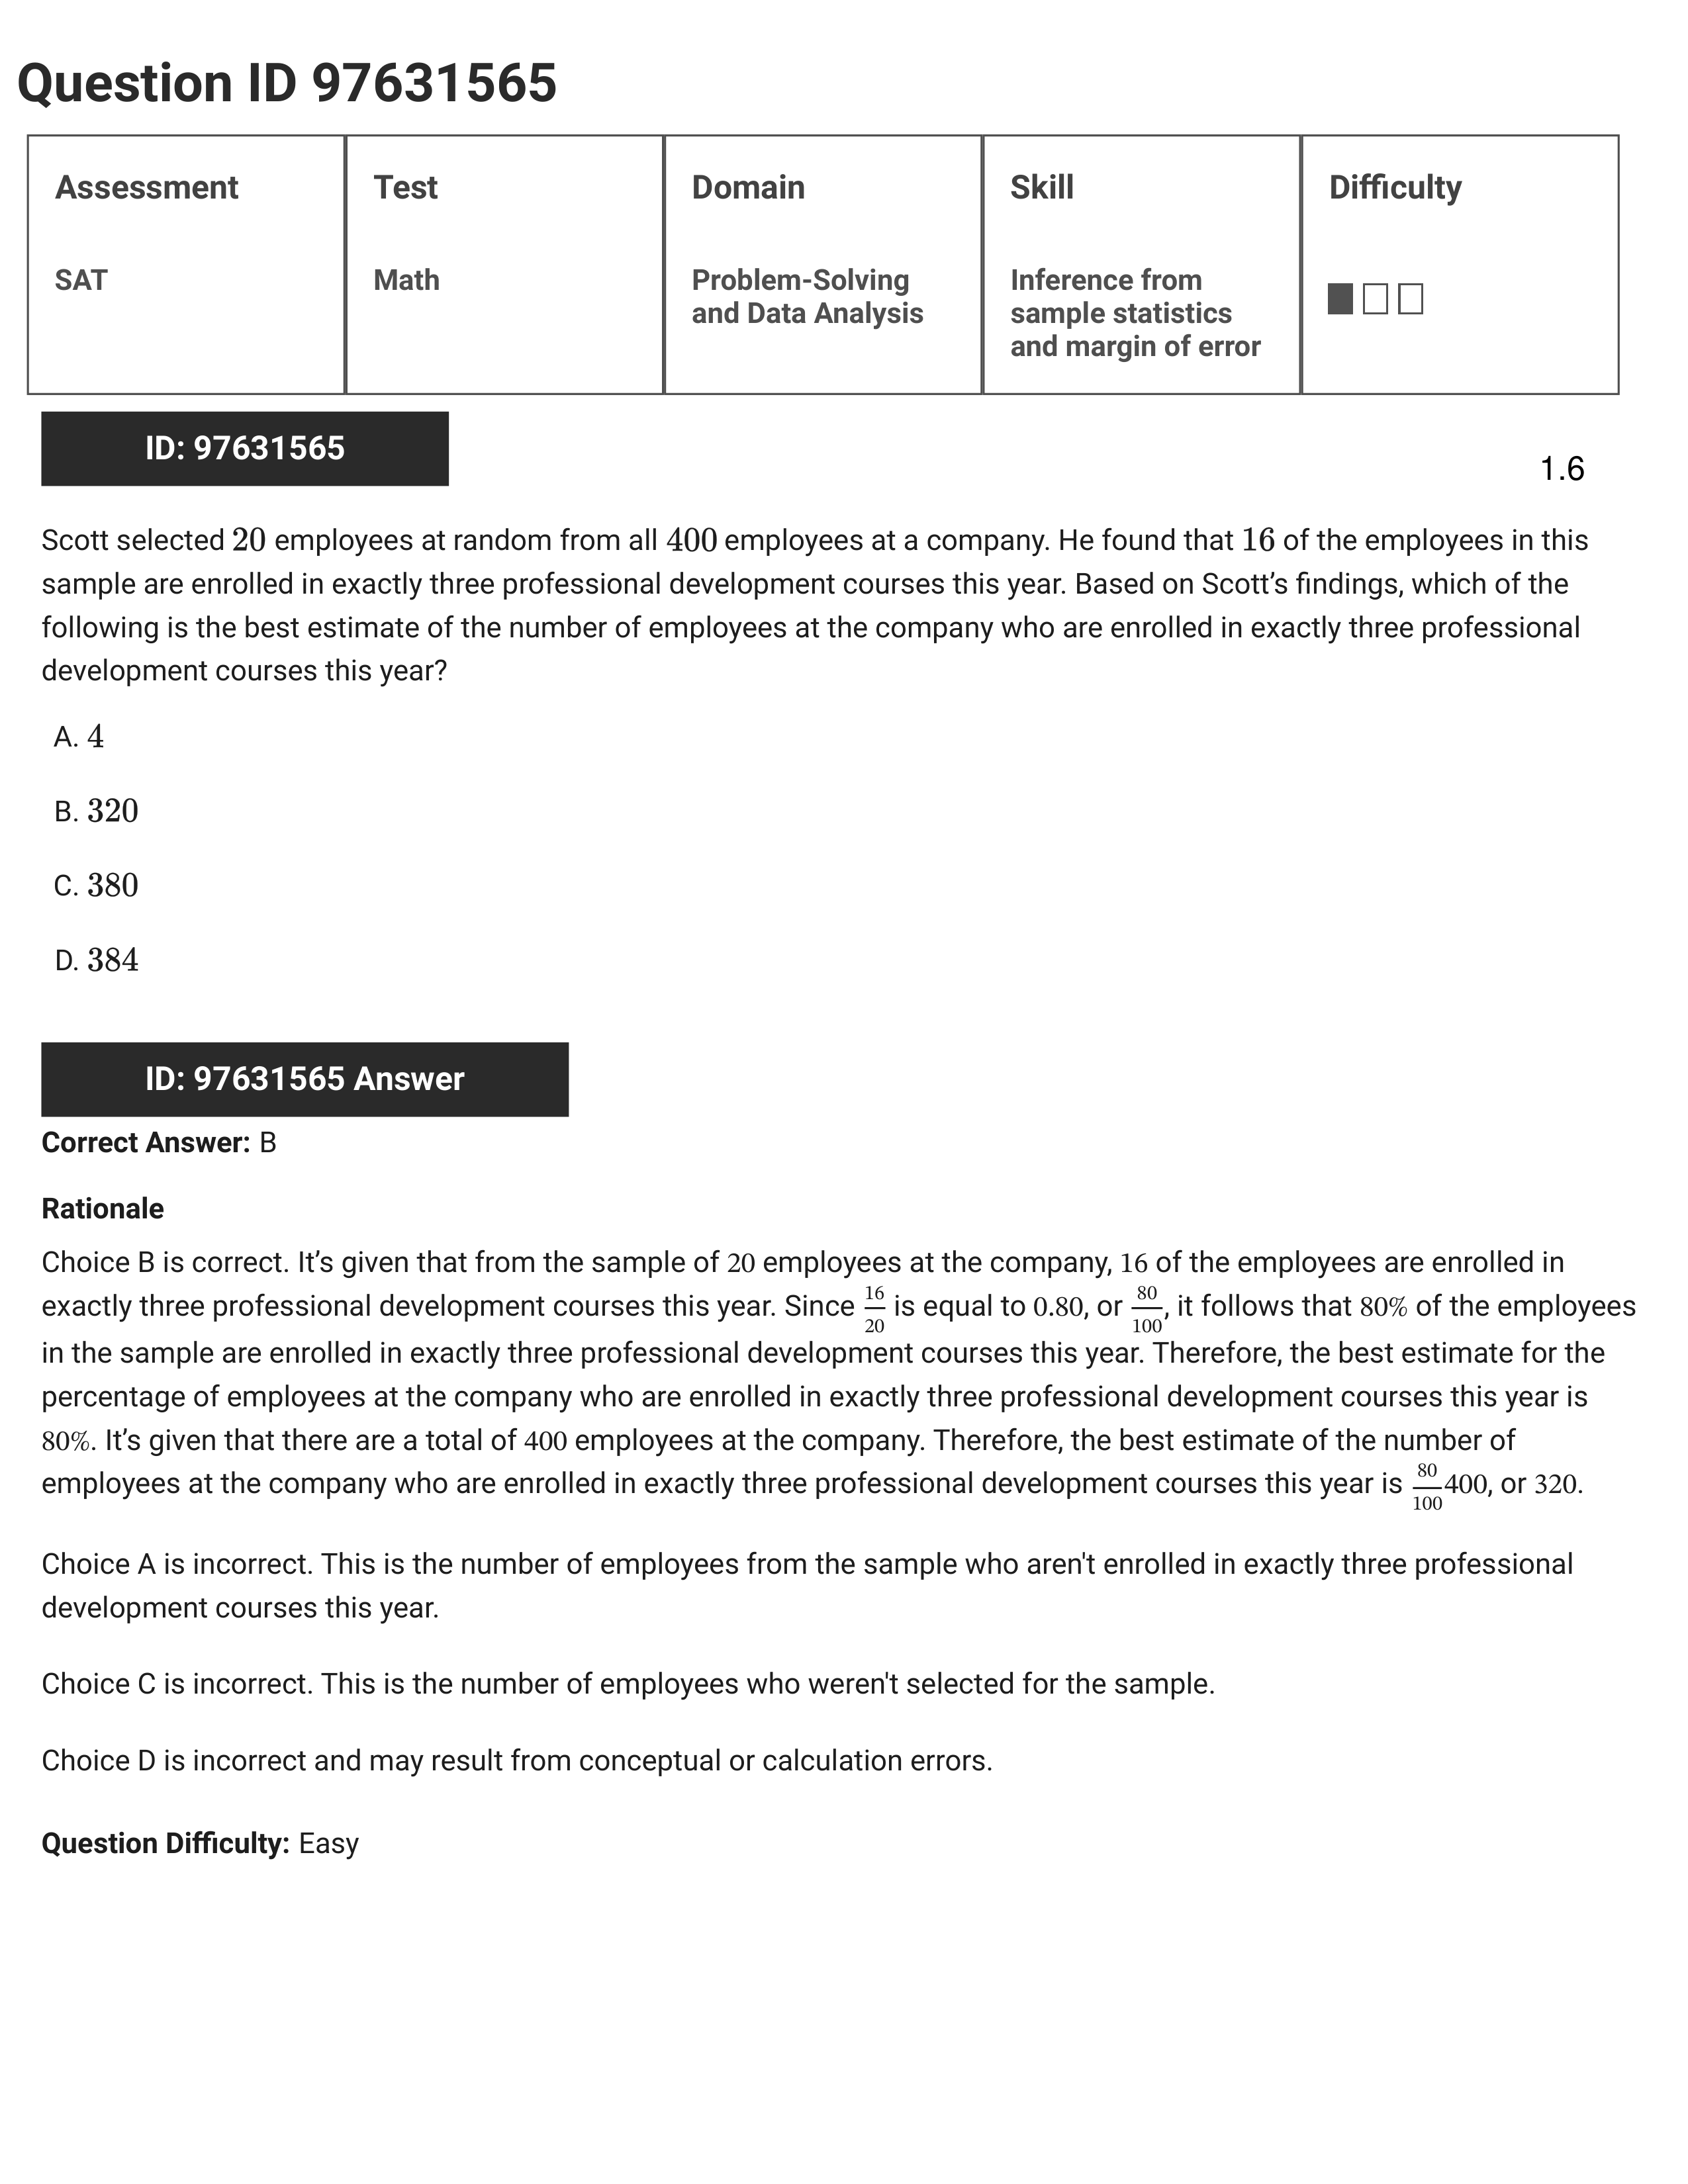 Question ID 97631565
Assessment
Test
Domain
Skill
Difficulty
SAT
Math
Problem-Solving
and Data Analysis
Inference from
sample statistics
and margin of error
ID: 97631565
1.6
Scott selected 20 employees at random from all 400 employees at a company. He found that 16 of the employees in this
sample are enrolled in exactly three professional development courses this year. Based on Scott’s findings, which of the
following is the best estimate of the number of employees at the company who are enrolled in exactly three professional
development courses this year?
A. 4
B. 320
C. 380
D. 384
ID: 97631565 Answer
Correct Answer: B
Rationale
Choice B is correct. It’s given that from the sample of 20 employees at the company, 16 of the employees are enrolled in
exactly three professional development courses this year. Since 16/20 is equal to 0.80, or 80/100, it follows that 80% of the employees
in the sample are enrolled in exactly three professional development courses this year. Therefore, the best estimate for the
percentage of employees at the company who are enrolled in exactly three professional development courses this year is
80%. It’s given that there are a total of 400 employees at the company. Therefore, the best estimate of the number of
employees at the company who are enrolled in exactly three professional development courses this year is 80/100 400, or 320.
Choice A is incorrect. This is the number of employees from the sample who aren't enrolled in exactly three professional
development courses this year.
Choice C is incorrect. This is the number of employees who weren't selected for the sample.
Choice D is incorrect and may result from conceptual or calculation errors.
Question Difficulty: Easy